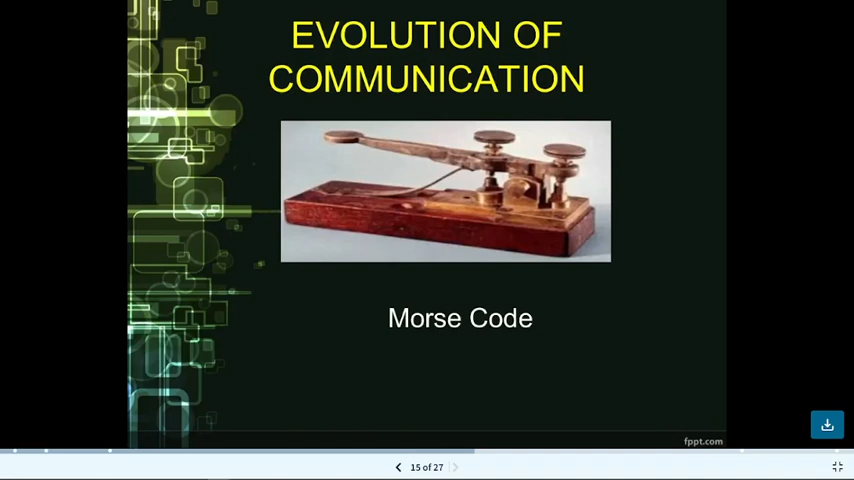 EVOLUTION OF
COMMUNICATION
Morse Code
fppt.com
15 of 27